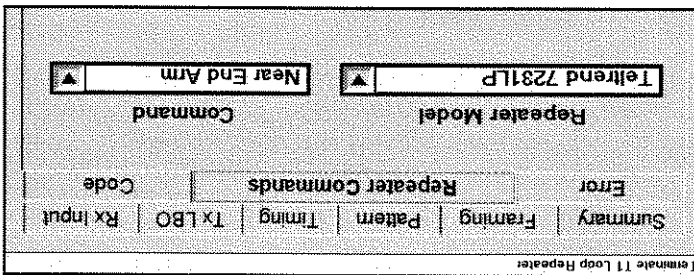 Terminate T1 Loop Repeater
Summary Framing Pattern Timing Tx LBO Rx Input
Error Repeater Commands Code
Repeater Model Command
Teltrend 7231LP Near End Arm